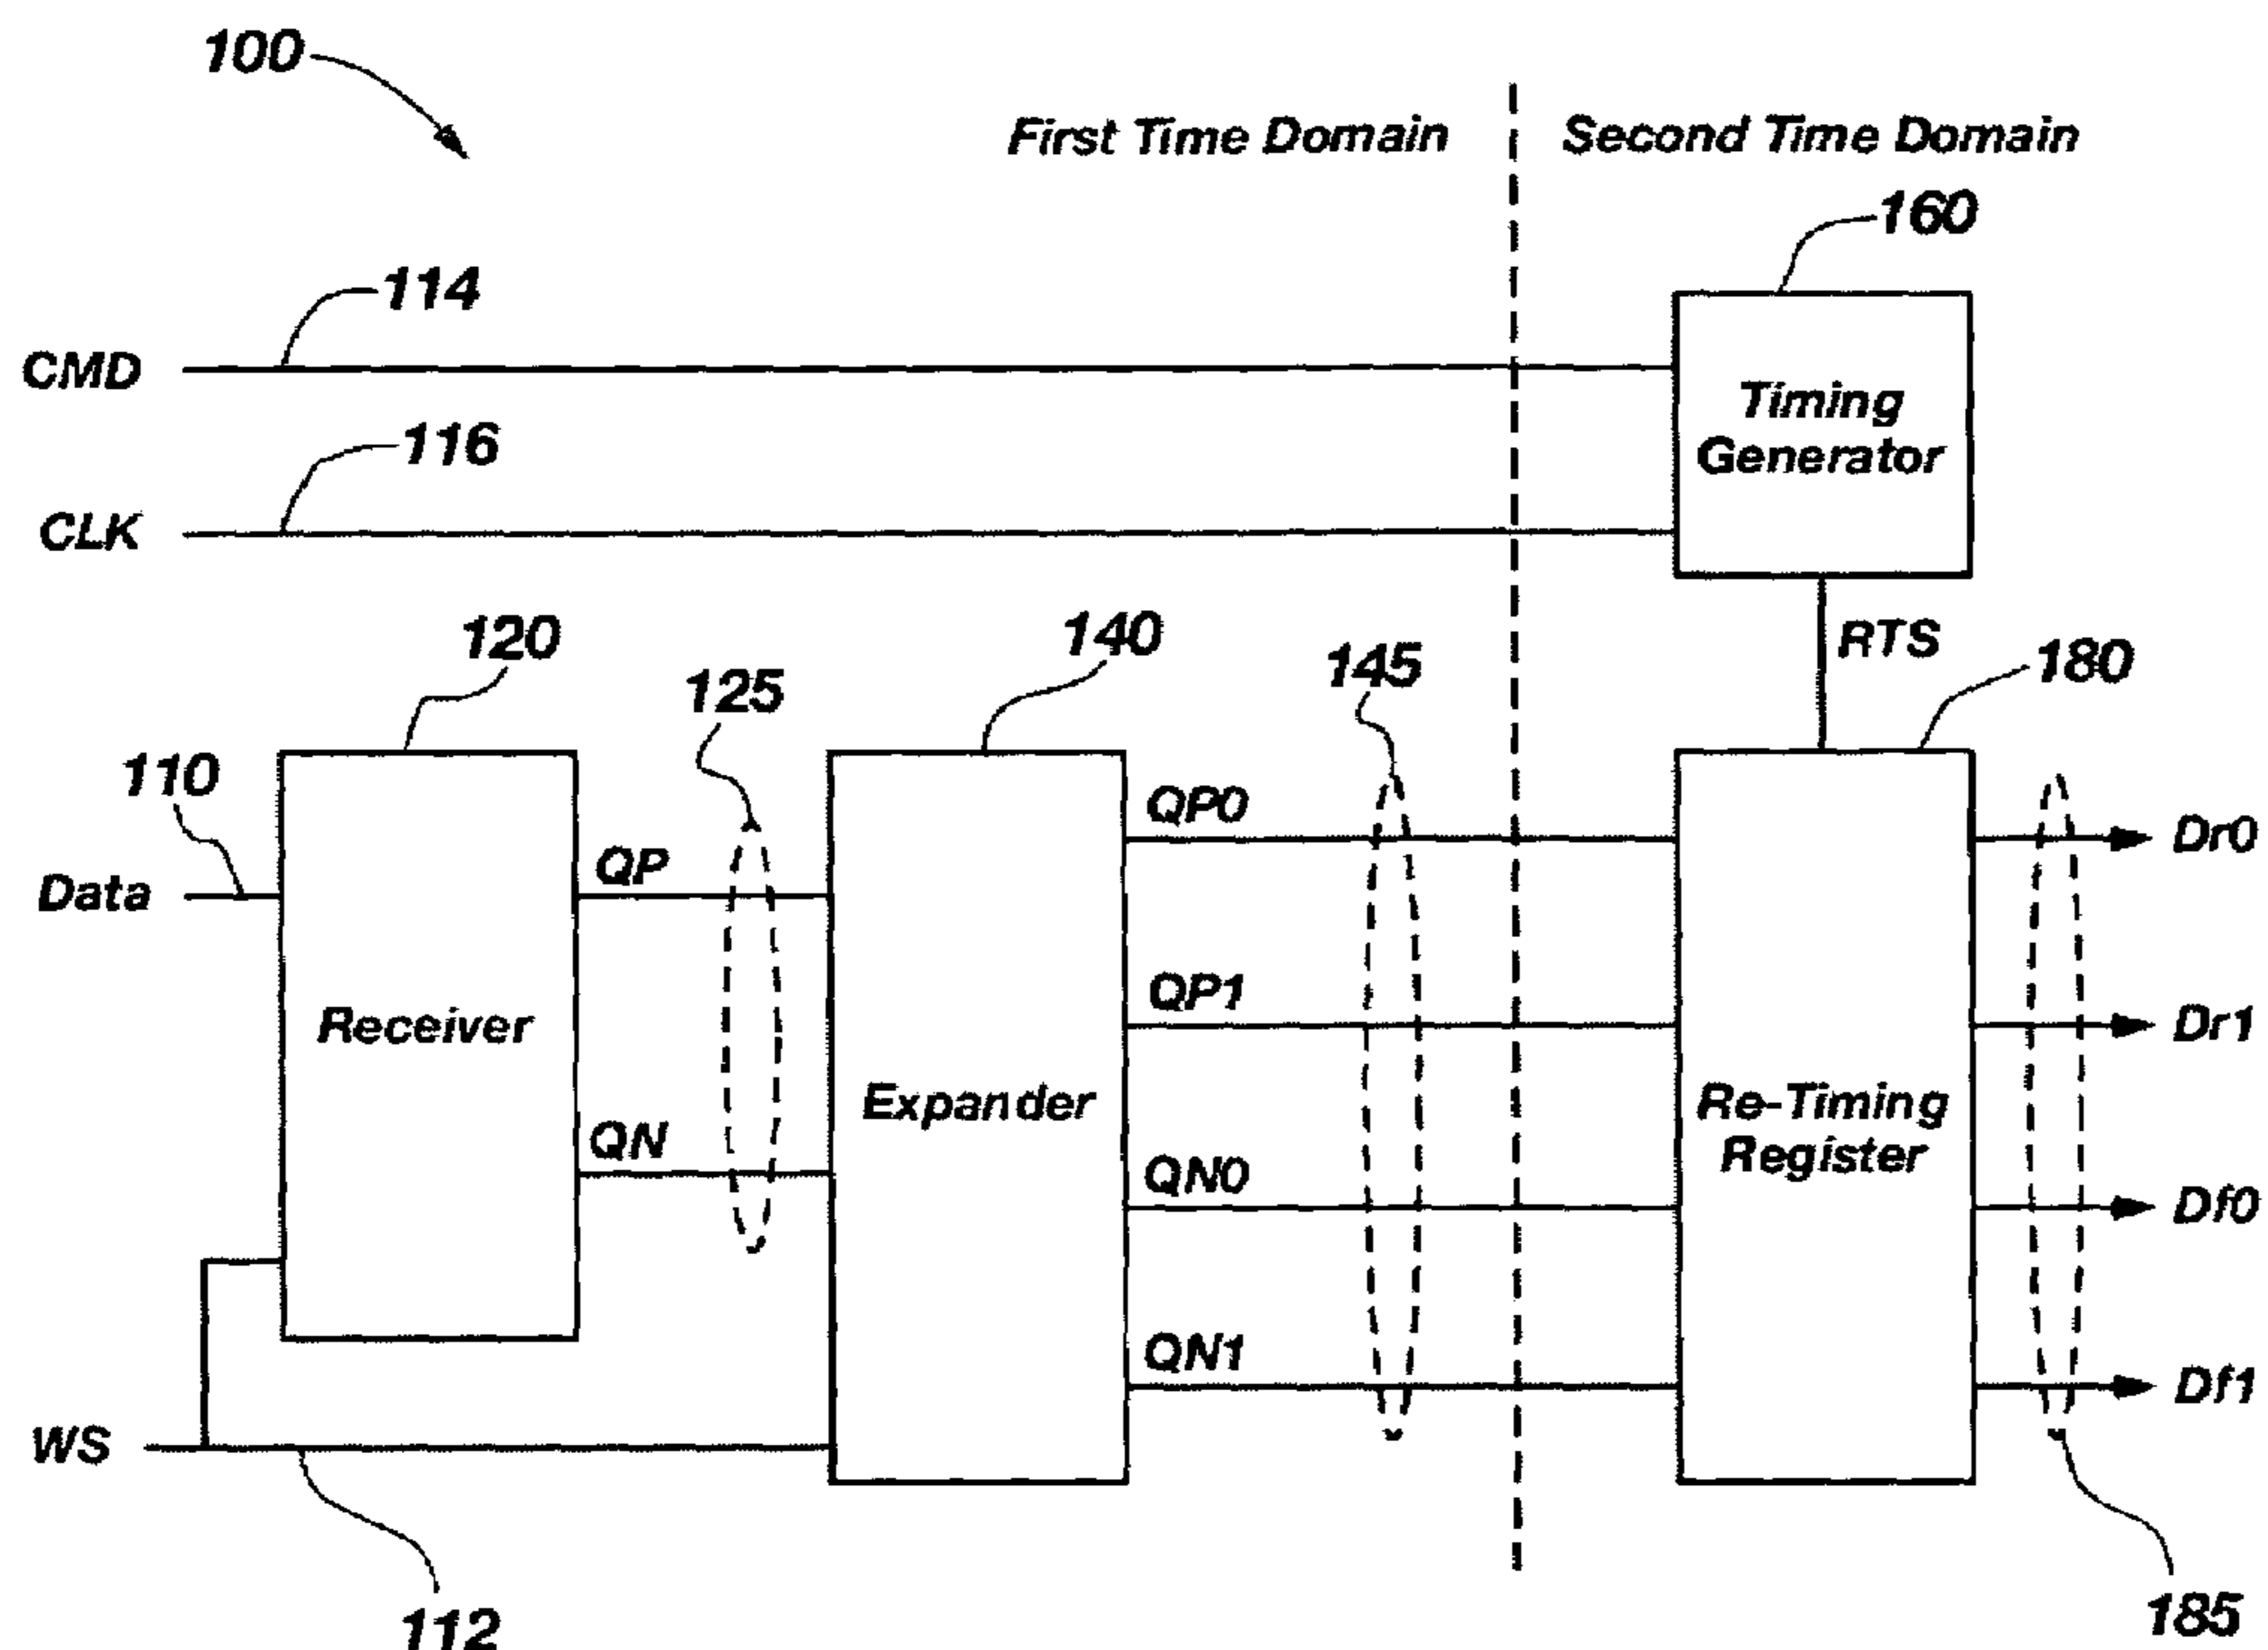 100
First Time Domain
Second Time Domain
160
114
CMD
Timing
Generator
116
CLK
RTS
120
140
145
180
125
110
QP0
Dr0
Data
QP
QP1
Dr1
Receiver
Expander
Re-Timing
Register
QN
QN0
Df0
QN1
Df1
WS
112
185